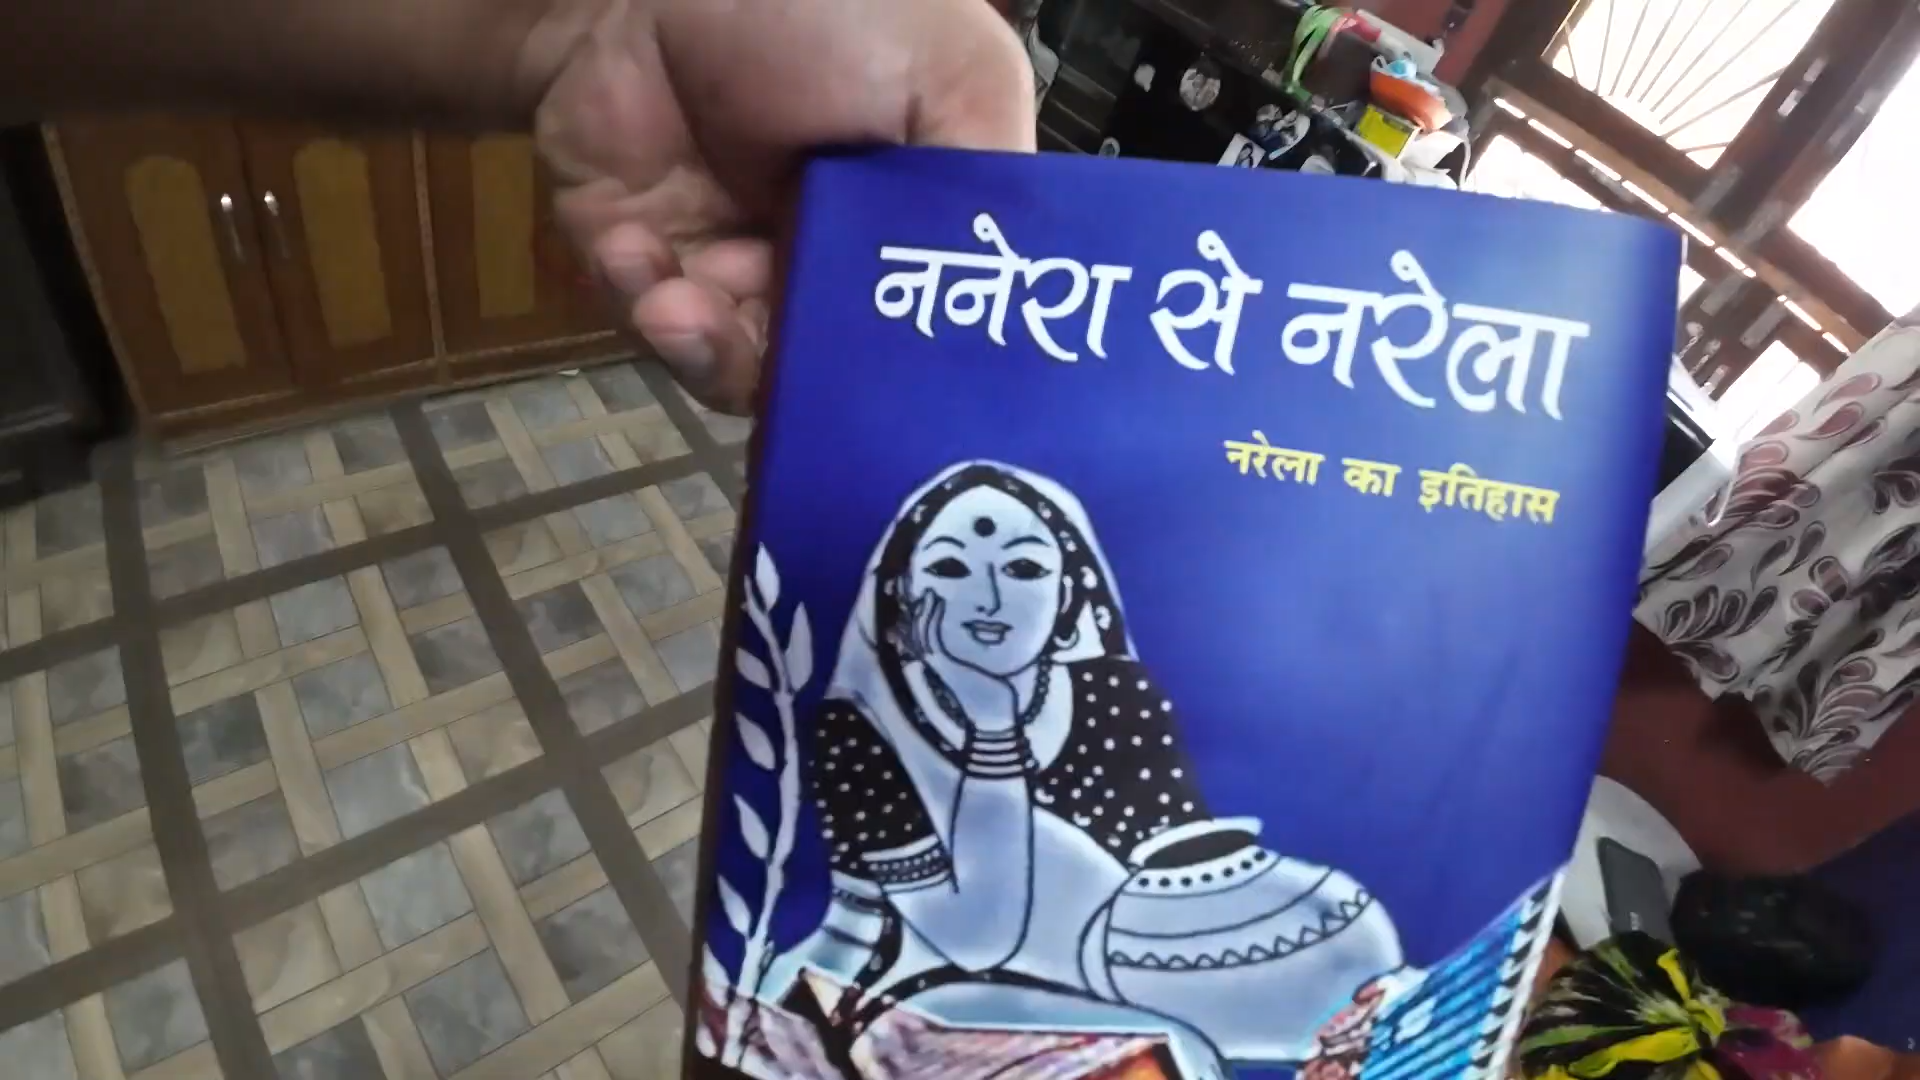 ननेरा से नरेला
नरेला का इतिहास